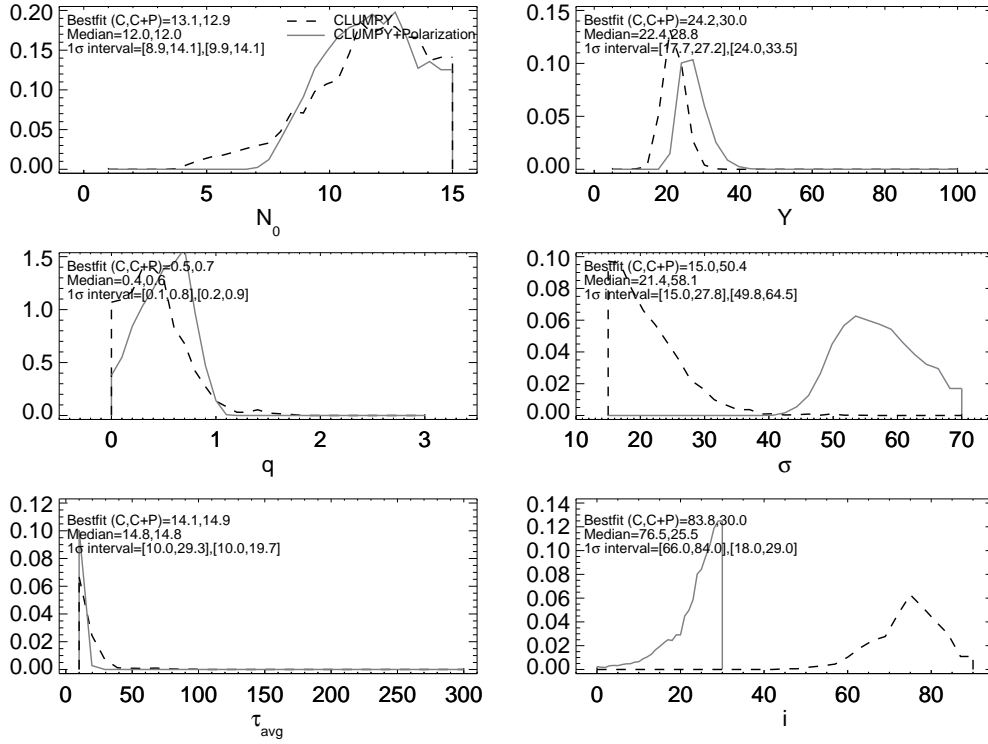 Bestfit (C,C+P)=13.1,12.9
Median=12.0,12.0
1σ interval=[8.9,14.1],[9.9,14.1]
CLUMPY
CLUMPY+Polarization
0.20
0.15
0.10
0.05
0.00
0 5 10 15
N0
Bestfit (C,C+P)=24.2,30.0
Median=22.4,28.8
1σ interval=[17.7,27.2],[24.0,33.5]
0.15
0.10
0.05
0.00
0 20 40 60 80 100
Y
Bestfit (C,C+P)=0.5,0.7
Median=0.4,0.6
1σ interval=[0.1,0.8],[0.2,0.9]
1.5
1.0
0.5
0.0
0 1 2 3
q
Bestfit (C,C+P)=15.0,50.4
Median=21.4,58.1
1σ interval=[15.0,27.8],[49.8,64.5]
0.10
0.08
0.06
0.04
0.02
0.00
10 20 30 40 50 60 70
σ
Bestfit (C,C+P)=14.1,14.9
Median=14.8,14.8
1σ interval=[10.0,29.3],[10.0,19.7]
0.12
0.10
0.08
0.06
0.04
0.02
0.00
0 50 100 150 200 250 300
τavg
Bestfit (C,C+P)=83.8,30.0
Median=76.5,25.5
1σ interval=[66.0,84.0],[18.0,29.0]
0.14
0.12
0.10
0.08
0.06
0.04
0.02
0.00
0 20 40 60 80
i